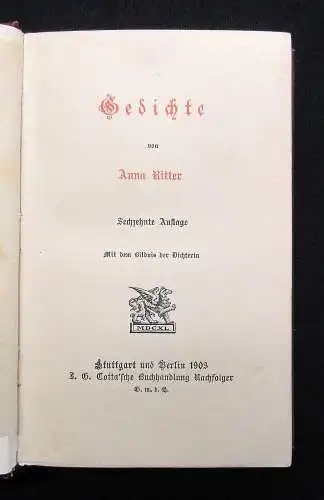 Gedichte
von
Anna Ritter
Sechzehnte Auflage
Mit dem Bildnis der Dichterin
MDCXL
Stuttgart und Berlin 1903
J. G. Cotta'sche Buchhandlung Nachfolger
G. m. b. H.